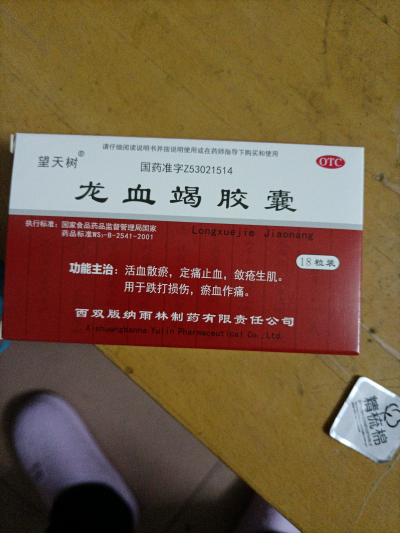 请仔细阅读说明书并按说明使用或在药师指导下购买和使用
望天树®
国药准字Z53021514
OTC
龙血竭胶囊
Longxuejie Jiaonang
执行标准：国家食品药品监督管理局国家
药品标准WS₃-B-2541-2001
18粒装
功能主治：活血散瘀，定痛止血，敛疮生肌。
用于跌打损伤，瘀血作痛。
西双版纳雨林制药有限责任公司
Xishuangbanna Yulin Pharmaceutical Co.,Ltd.
精梳棉